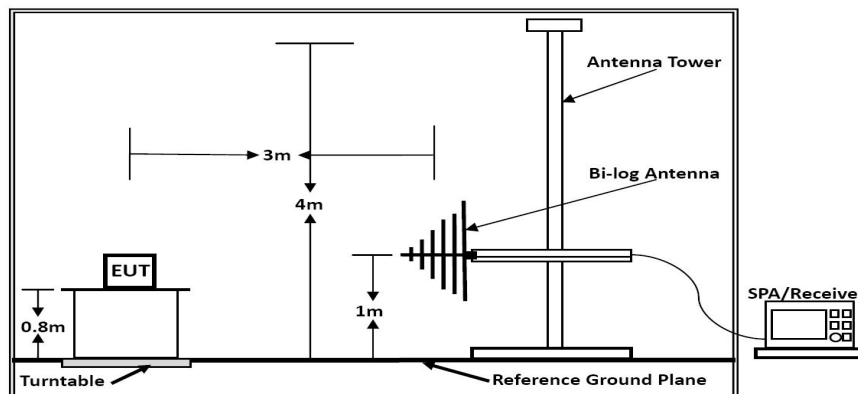 Antenna Tower
3m
Bi-log Antenna
4m
EUT
1m
0.8m
SPA/Receive
Turntable
Reference Ground Plane